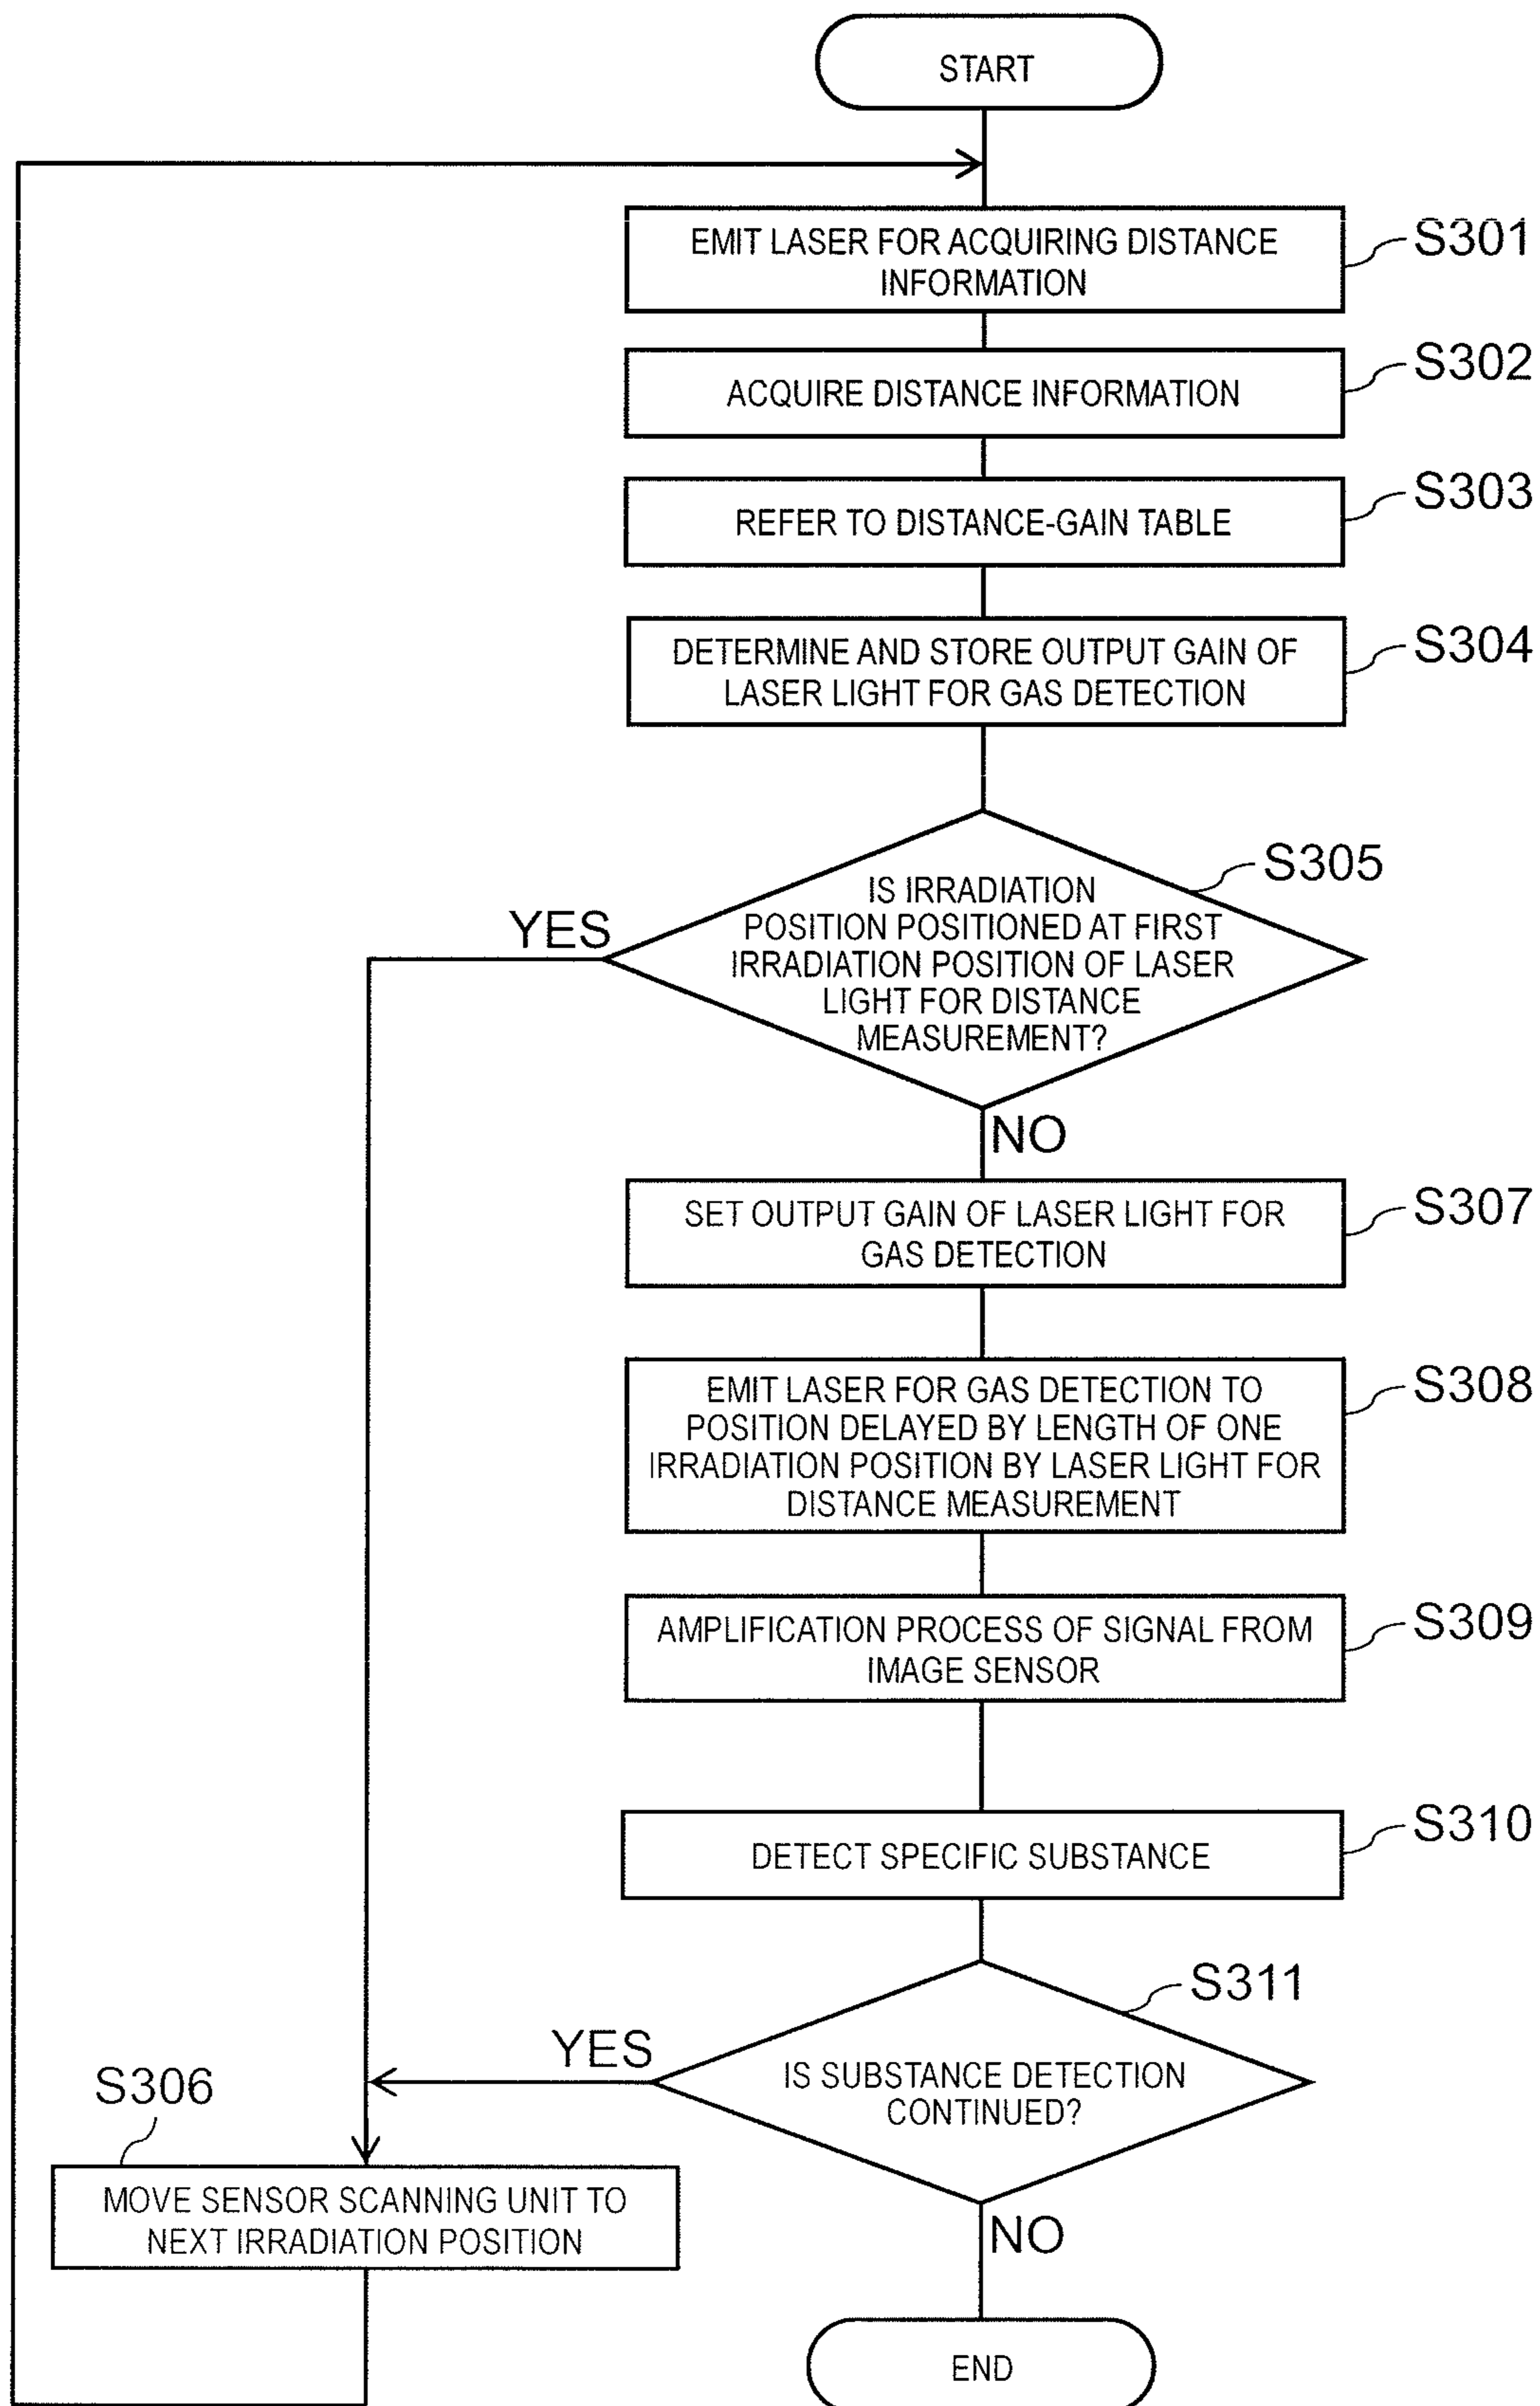 START
EMIT LASER FOR ACQUIRING DISTANCE
INFORMATION
S301
ACQUIRE DISTANCE INFORMATION
S302
REFER TO DISTANCE-GAIN TABLE
S303
DETERMINE AND STORE OUTPUT GAIN OF
LASER LIGHT FOR GAS DETECTION
S304
S305
IS IRRADIATION
POSITION POSITIONED AT FIRST
IRRADIATION POSITION OF LASER
LIGHT FOR DISTANCE
MEASUREMENT?
YES
NO
SET OUTPUT GAIN OF LASER LIGHT FOR
GAS DETECTION
S307
EMIT LASER FOR GAS DETECTION TO
POSITION DELAYED BY LENGTH OF ONE
IRRADIATION POSITION BY LASER LIGHT FOR
DISTANCE MEASUREMENT
S308
AMPLIFICATION PROCESS OF SIGNAL FROM
IMAGE SENSOR
S309
DETECT SPECIFIC SUBSTANCE
S310
S311
IS SUBSTANCE DETECTION
CONTINUED?
YES
S306
MOVE SENSOR SCANNING UNIT TO
NEXT IRRADIATION POSITION
NO
END